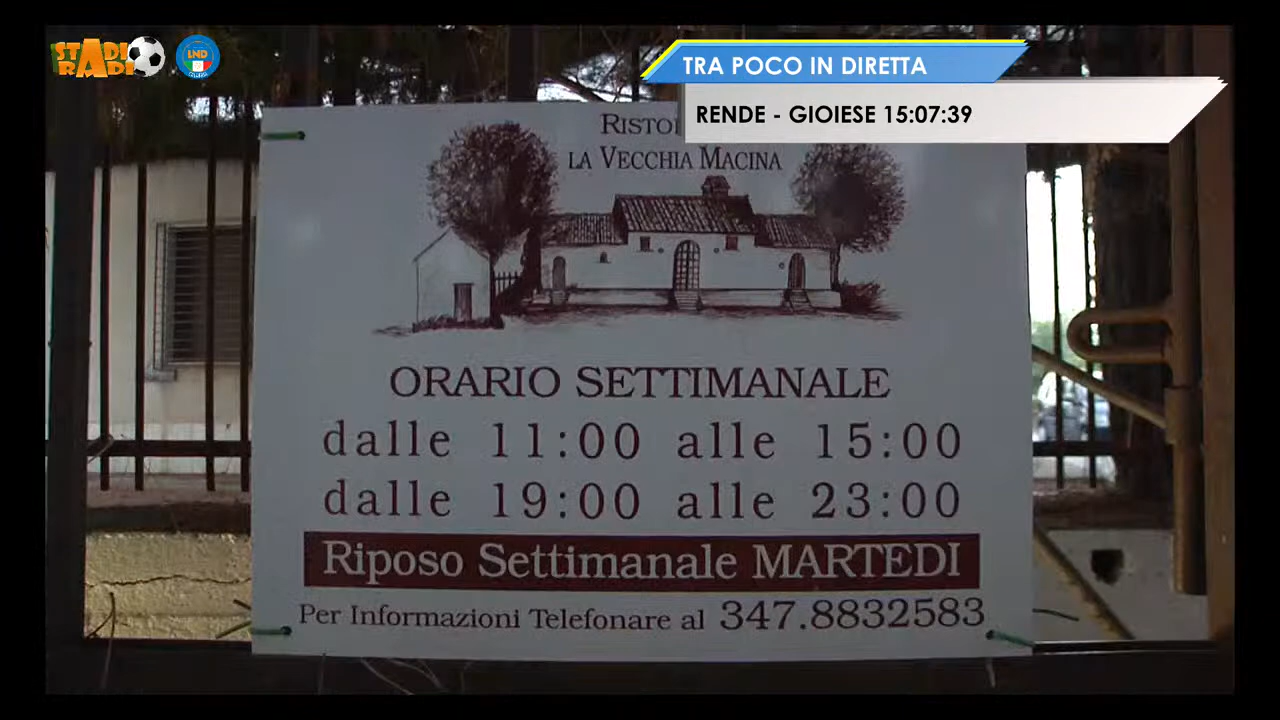 STADI
RADIO
LND
TRA POCO IN DIRETTA
RENDE - GIOIESE 15:07:39
LA VECCHIA MACINA
ORARIO SETTIMANALE
dalle 11:00 alle 15:00
dalle 19:00 alle 23:00
Riposo Settimanale MARTEDI
Per Informazioni Telefonare al 347.8832583